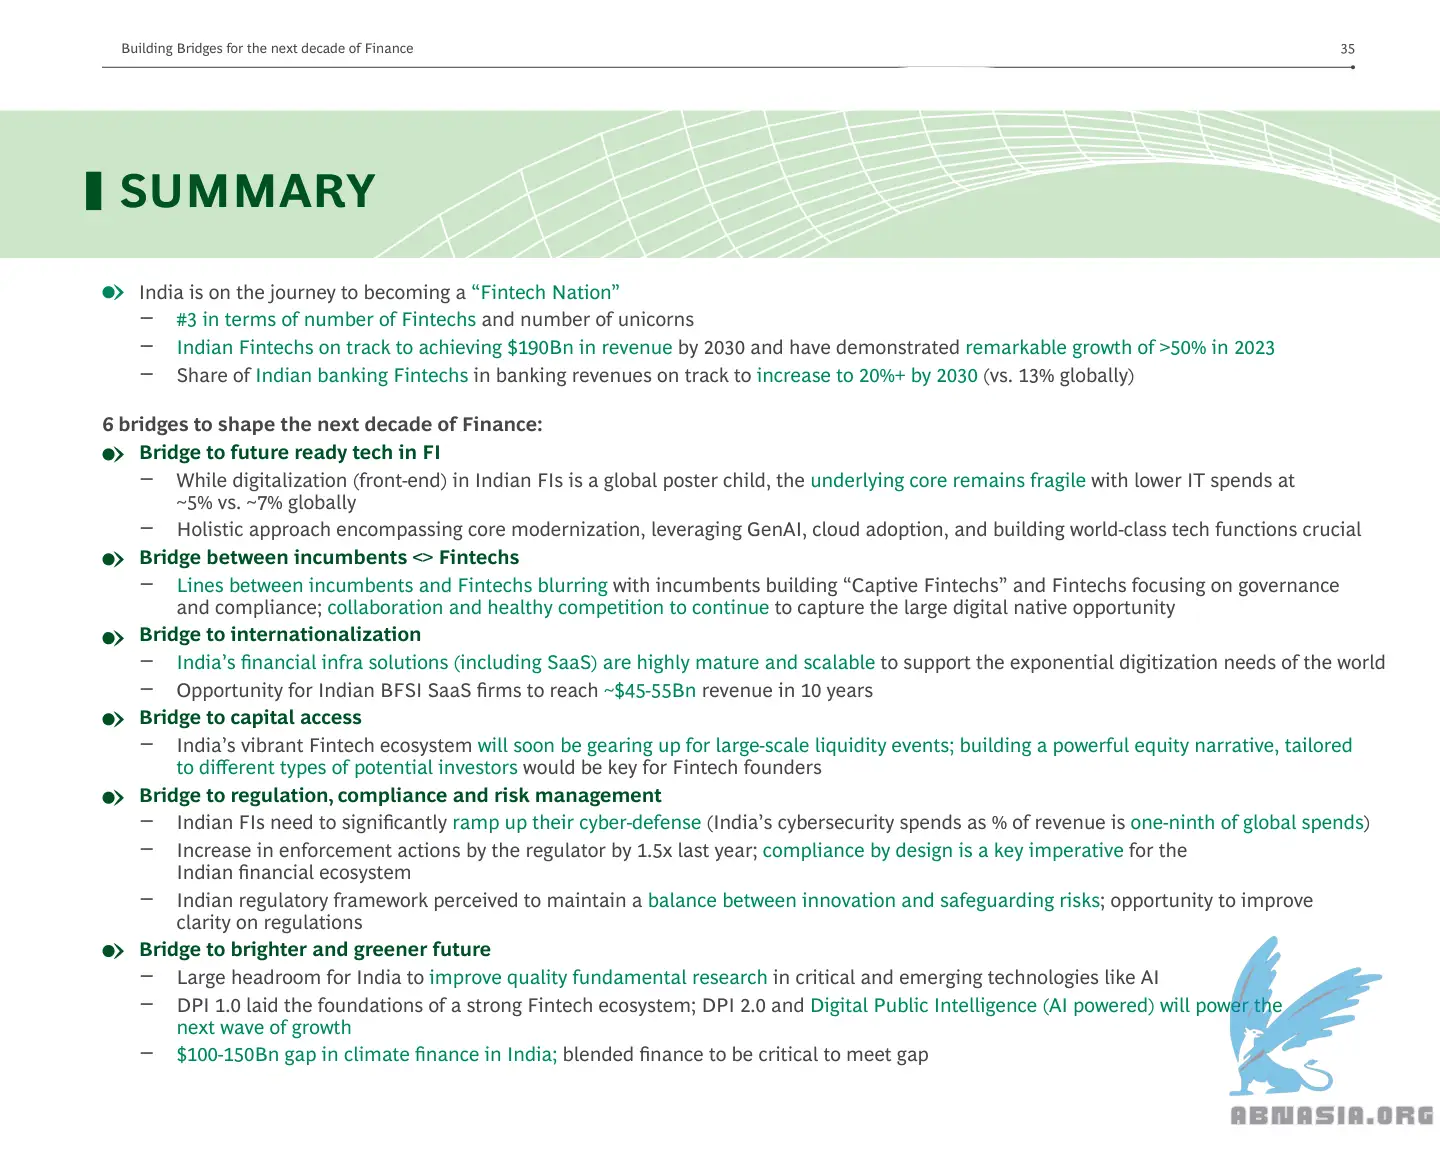 Building Bridges for the next decade of Finance
35
SUMMARY
India is on the journey to becoming a “Fintech Nation”
– #3 in terms of number of Fintechs and number of unicorns
– Indian Fintechs on track to achieving $190Bn in revenue by 2030 and have demonstrated remarkable growth of >50% in 2023
– Share of Indian banking Fintechs in banking revenues on track to increase to 20%+ by 2030 (vs. 13% globally)
6 bridges to shape the next decade of Finance:
Bridge to future ready tech in FI
– While digitalization (front-end) in Indian FIs is a global poster child, the underlying core remains fragile with lower IT spends at
~5% vs. ~7% globally
– Holistic approach encompassing core modernization, leveraging GenAI, cloud adoption, and building world-class tech functions crucial
Bridge between incumbents <> Fintechs
– Lines between incumbents and Fintechs blurring with incumbents building “Captive Fintechs” and Fintechs focusing on governance
and compliance; collaboration and healthy competition to continue to capture the large digital native opportunity
Bridge to internationalization
– India’s financial infra solutions (including SaaS) are highly mature and scalable to support the exponential digitization needs of the world
– Opportunity for Indian BFSI SaaS firms to reach ~$45-55Bn revenue in 10 years
Bridge to capital access
– India’s vibrant Fintech ecosystem will soon be gearing up for large-scale liquidity events; building a powerful equity narrative, tailored
to different types of potential investors would be key for Fintech founders
Bridge to regulation, compliance and risk management
– Indian FIs need to significantly ramp up their cyber-defense (India’s cybersecurity spends as % of revenue is one-ninth of global spends)
– Increase in enforcement actions by the regulator by 1.5x last year; compliance by design is a key imperative for the
Indian financial ecosystem
– Indian regulatory framework perceived to maintain a balance between innovation and safeguarding risks; opportunity to improve
clarity on regulations
Bridge to brighter and greener future
– Large headroom for India to improve quality fundamental research in critical and emerging technologies like AI
– DPI 1.0 laid the foundations of a strong Fintech ecosystem; DPI 2.0 and Digital Public Intelligence (AI powered) will power the
next wave of growth
– $100-150Bn gap in climate finance in India; blended finance to be critical to meet gap
ABNASIA.ORG